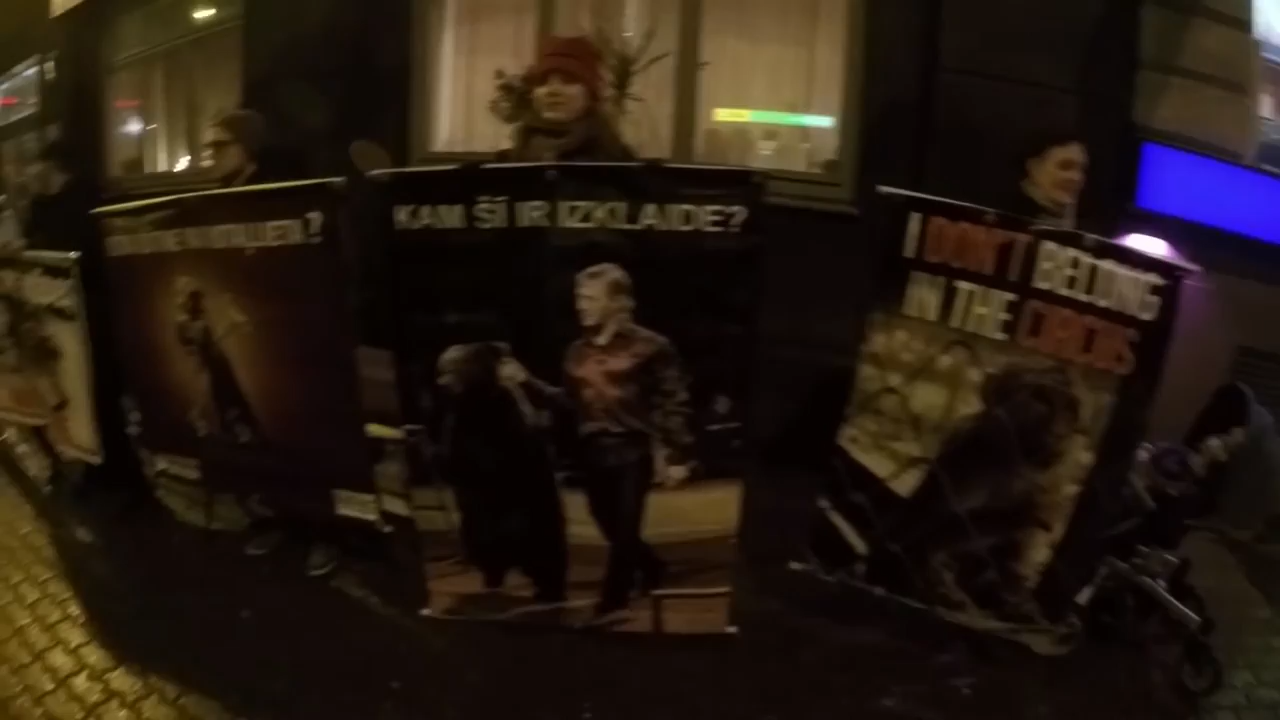 KAM ŠĪ IR IZKLAIDE?
I DON'T BELONG
IN THE CIRCUS